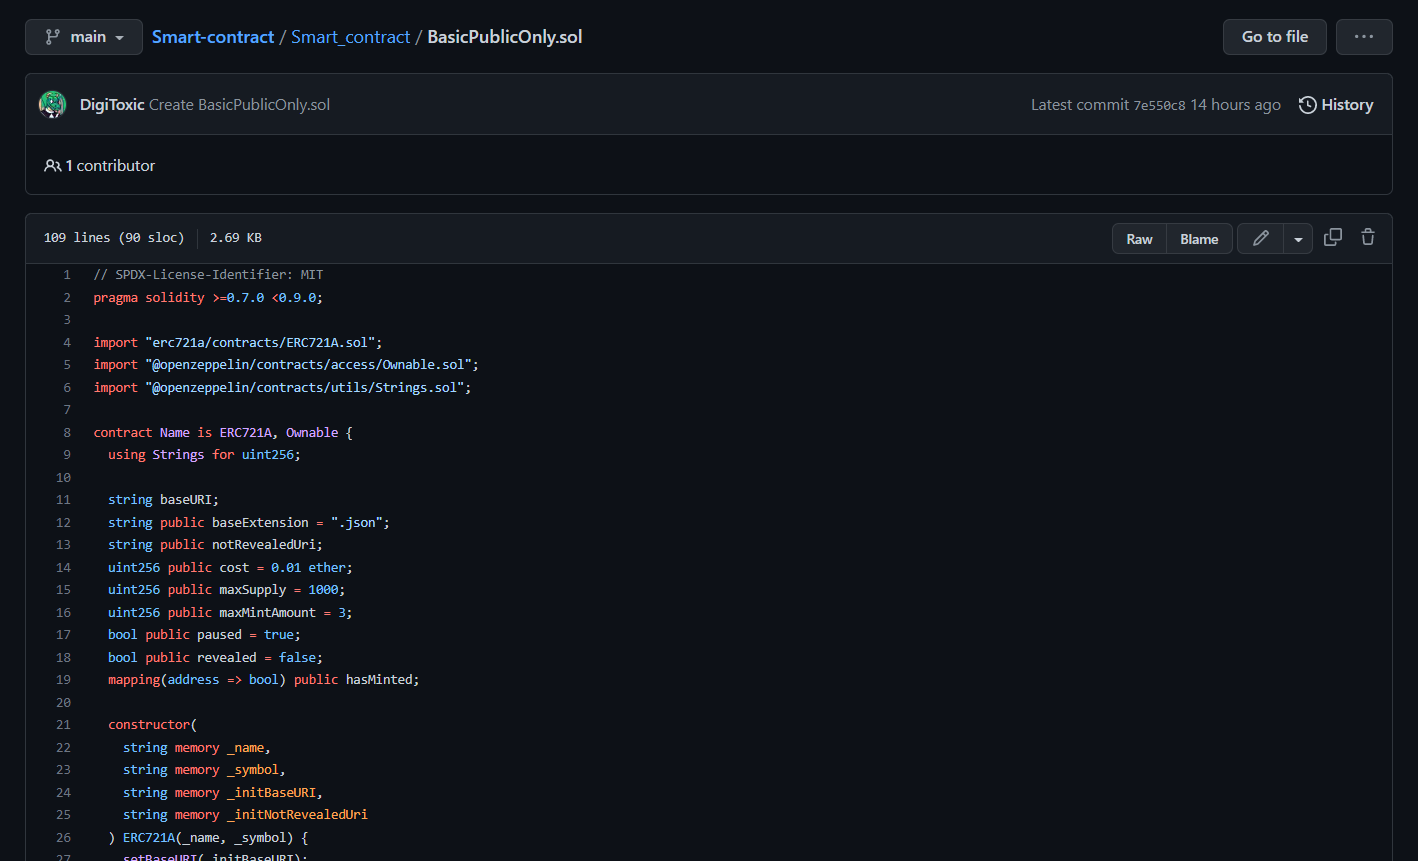 main
Smart-contract / Smart_contract / BasicPublicOnly.sol
Go to file
...
DigiToxic Create BasicPublicOnly.sol
Latest commit 7e550c8 14 hours ago
History
1 contributor
109 lines (90 sloc)
2.69 KB
Raw
Blame
1 // SPDX-License-Identifier: MIT
2 pragma solidity >=0.7.0 <0.9.0;
3
4 import "erc721a/contracts/ERC721A.sol";
5 import "@openzeppelin/contracts/access/Ownable.sol";
6 import "@openzeppelin/contracts/utils/Strings.sol";
7
8 contract Name is ERC721A, Ownable {
9 using Strings for uint256;
10
11 string baseURI;
12 string public baseExtension = ".json";
13 string public notRevealedUri;
14 uint256 public cost = 0.01 ether;
15 uint256 public maxSupply = 1000;
16 uint256 public maxMintAmount = 3;
17 bool public paused = true;
18 bool public revealed = false;
19 mapping(address => bool) public hasMinted;
20
21 constructor(
22 string memory _name,
23 string memory _symbol,
24 string memory _initBaseURI,
25 string memory _initNotRevealedUri
26 ) ERC721A(_name, _symbol) {
27 setBaseURI(_initBaseURI);